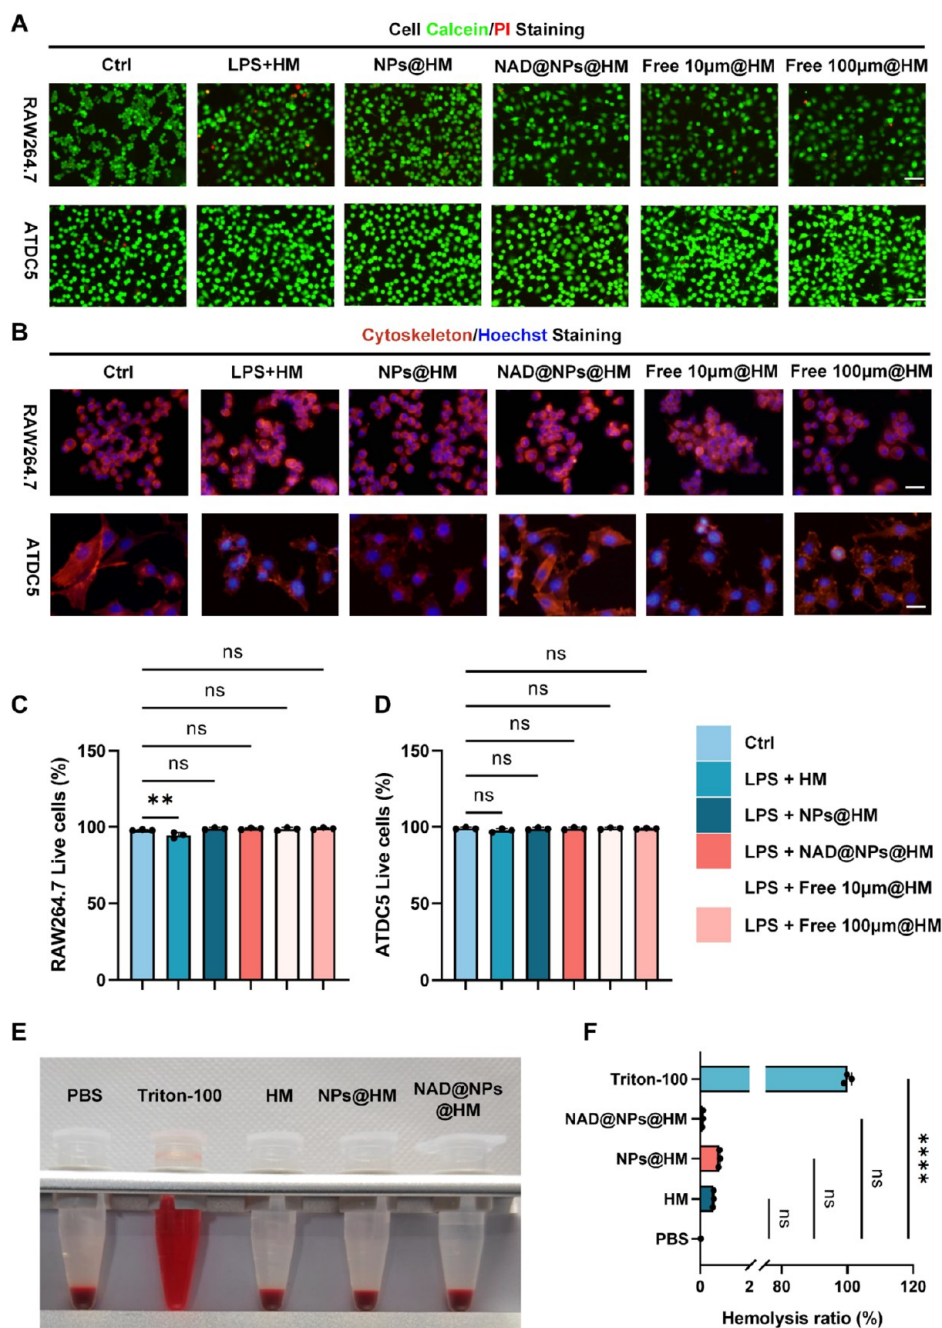 A
Cell Calcein/PI Staining
Ctrl LPS+HM NPs@HM NAD@NPs@HM Free 10μm@HM Free 100μm@HM
RAW264.7
ATDC5
B
Cytoskeleton/Hoechst Staining
Ctrl LPS+HM NPs@HM NAD@NPs@HM Free 10μm@HM Free 100μm@HM
RAW264.7
ATDC5
C
ns
ns
ns
ns
**
150
100
50
0
RAW264.7 Live cells (%)
D
ns
ns
ns
ns
ns
150
100
50
0
ATDC5 Live cells (%)
Ctrl
LPS + HM
LPS + NPs@HM
LPS + NAD@NPs@HM
LPS + Free 10μm@HM
LPS + Free 100μm@HM
E
PBS Triton-100 HM NPs@HM NAD@NPs
@HM
F
Triton-100
NAD@NPs@HM
NPs@HM
HM
PBS
ns
ns
ns
****
0 2 80 100 120
Hemolysis ratio (%)